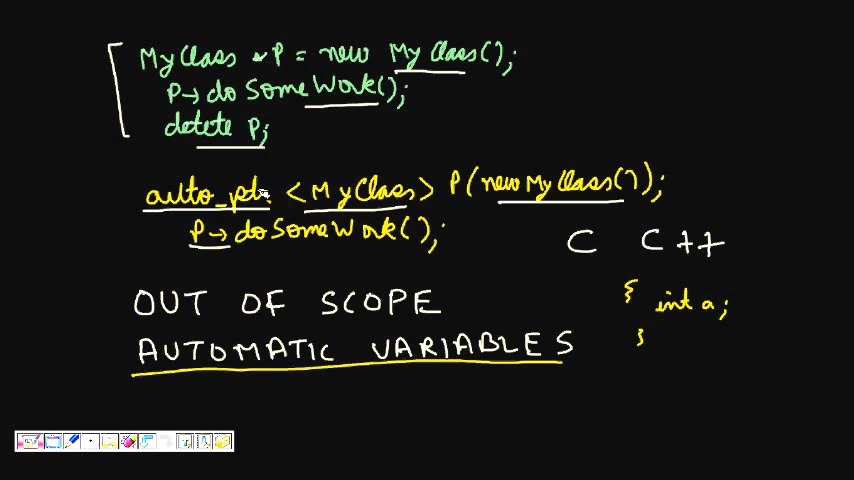 MyClass *P = new MyClass();
P→doSomeWork();
delete P;
auto_ptr <MyClass> P(new MyClass());
P→doSomeWork();
C C++
OUT OF SCOPE
{ int a;
AUTOMATIC VARIABLES
}